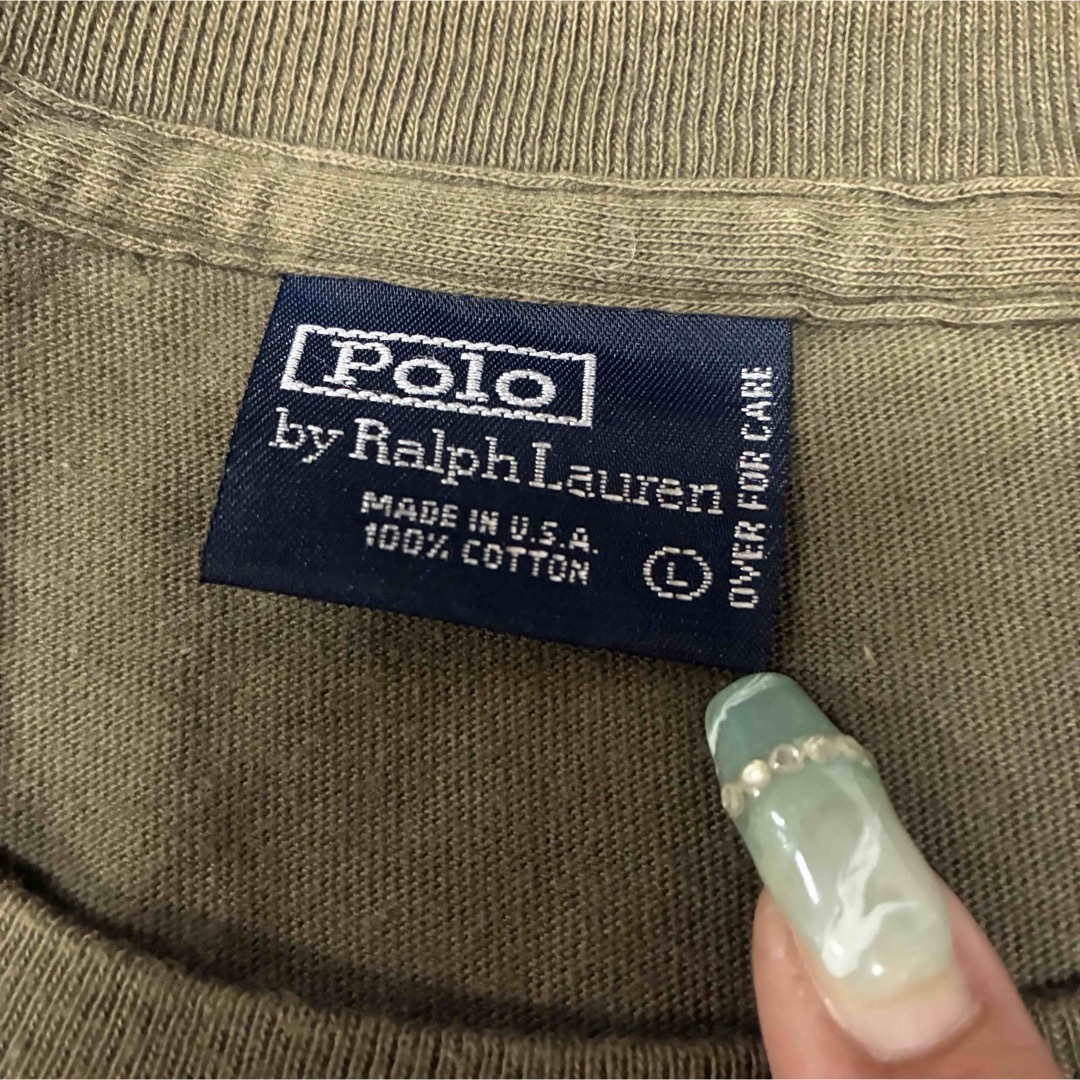 Polo
by Ralph Lauren
MADE IN U.S.A.
100% COTTON
L
OVER FOR CARE